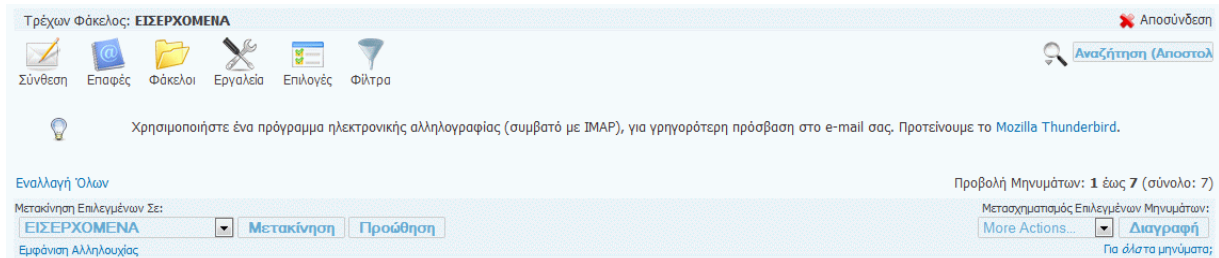 Τρέχων Φάκελος: ΕΙΣΕΡΧΟΜΕΝΑ Αποσύνδεση
Σύνθεση Επαφές Φάκελοι Εργαλεία Επιλογές Φίλτρα Αναζήτηση (Αποστολ
Χρησιμοποιήστε ένα πρόγραμμα ηλεκτρονικής αλληλογραφίας (συμβατό με IMAP), για γρηγορότερη πρόσβαση στο e-mail σας. Προτείνουμε το Mozilla Thunderbird.
Εναλλαγή Όλων Προβολή Μηνυμάτων: 1 έως 7 (σύνολο: 7)
Μετακίνηση Επιλεγμένων Σε: Μετασχηματισμός Επιλεγμένων Μηνυμάτων:
ΕΙΣΕΡΧΟΜΕΝΑ Μετακίνηση Προώθηση More Actions... Διαγραφή
Εμφάνιση Αλληλουχίας Για όλα τα μηνύματα;